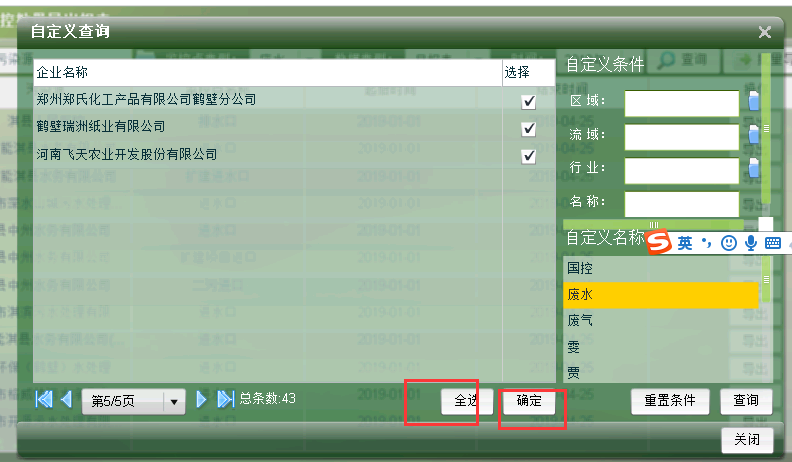 自定义查询
企业名称
选择
郑州郑氏化工产品有限公司鹤壁分公司
鹤壁瑞洲纸业有限公司
河南飞天农业开发股份有限公司
自定义条件
区域：
流域：
行业：
名称：
自定义名称
英
国控
废水
废气
雯
贾
第5/5页
总条数:43
全选
确定
重置条件
查询
关闭